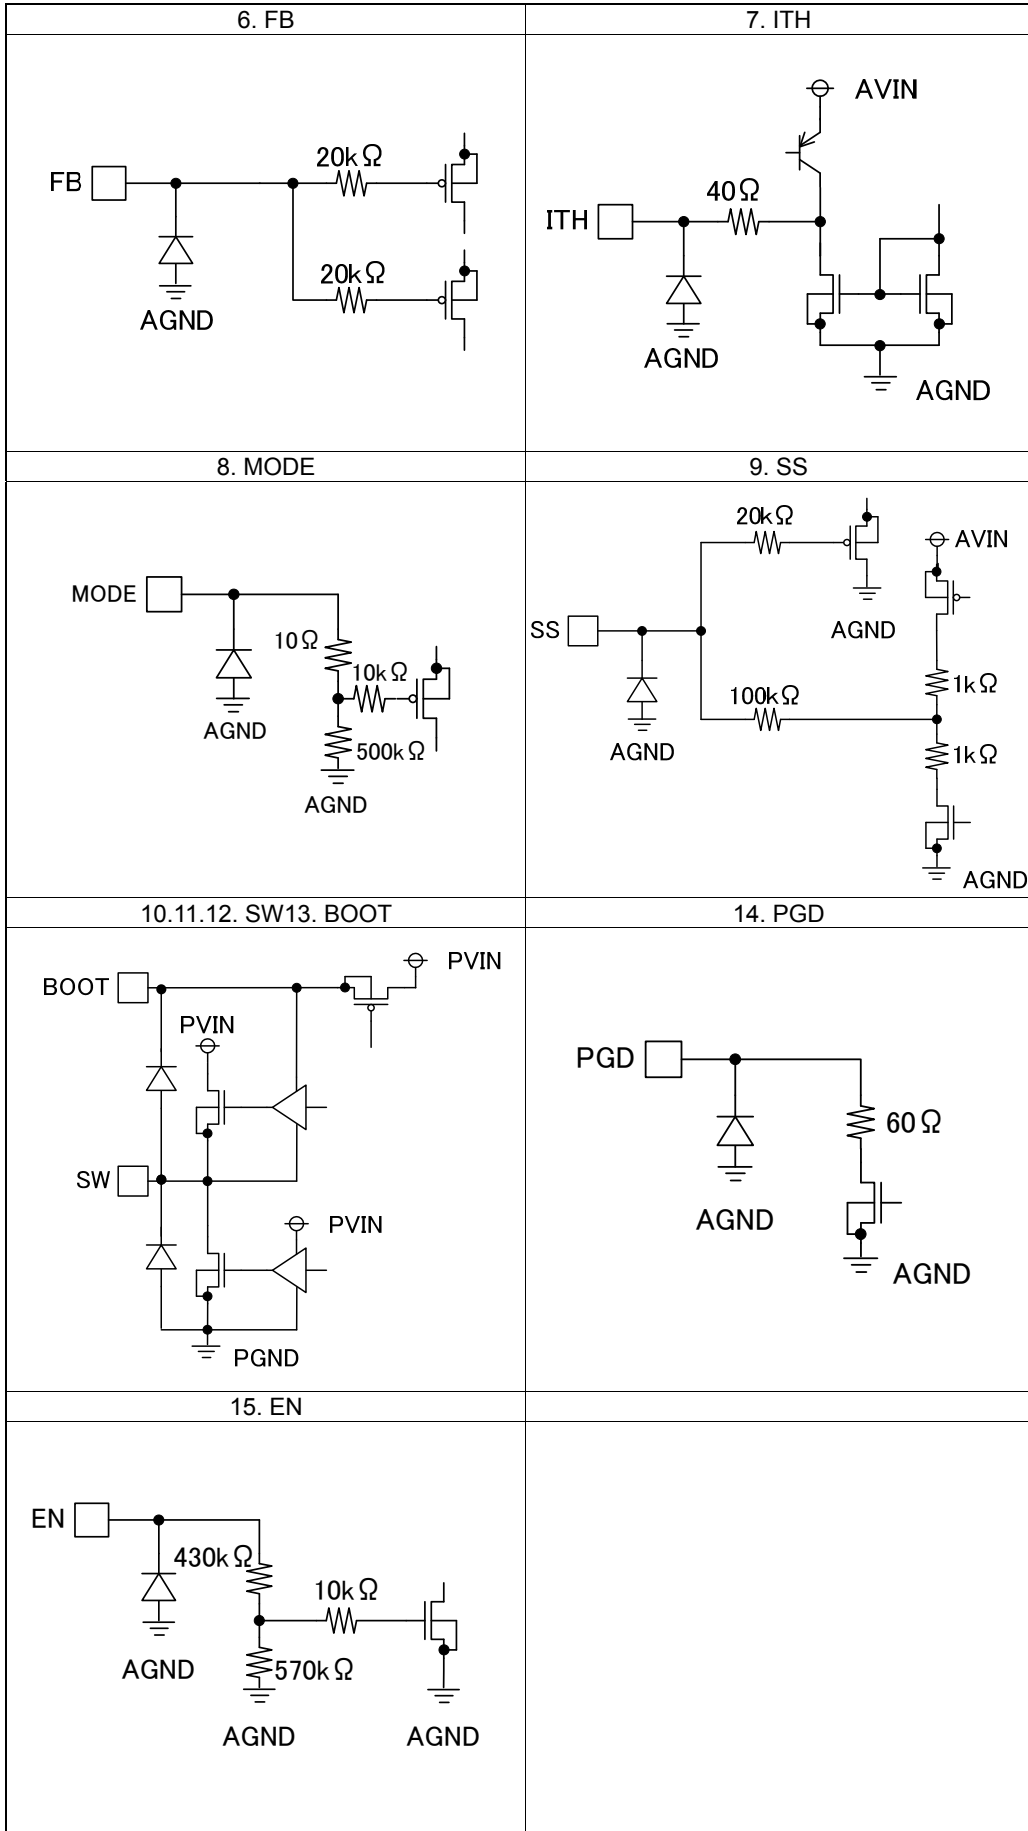 6. FB
FB
20kΩ
20kΩ
AGND
7. ITH
AVIN
ITH
40Ω
AGND
AGND
8. MODE
MODE
10Ω
10kΩ
AGND
500kΩ
AGND
9. SS
20kΩ
AVIN
AGND
SS
1kΩ
100kΩ
AGND
1kΩ
AGND
10.11.12. SW13. BOOT
BOOT
PVIN
PVIN
SW
PVIN
PGND
14. PGD
PGD
60Ω
AGND
AGND
15. EN
EN
430kΩ
10kΩ
AGND
570kΩ
AGND
AGND